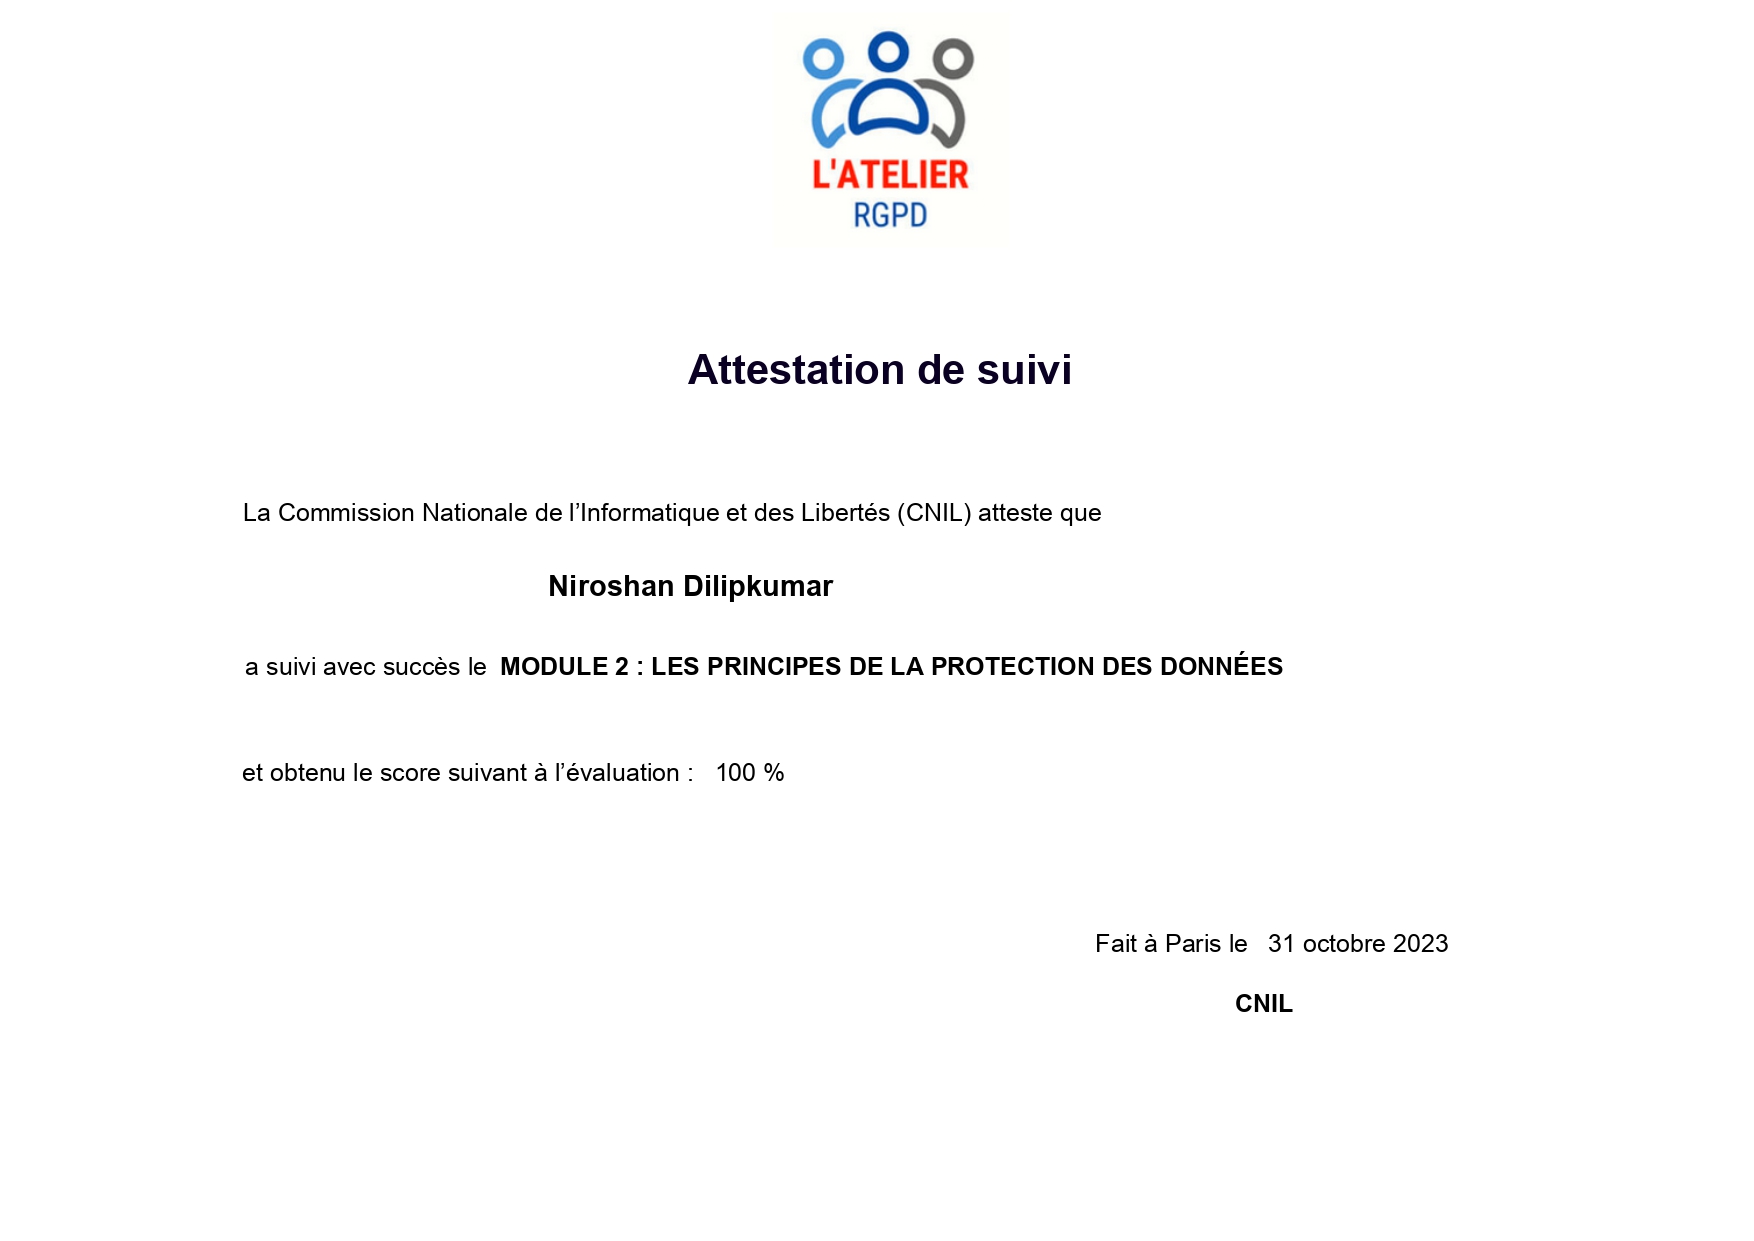 L'ATELIER
RGPD
Attestation de suivi
La Commission Nationale de l’Informatique et des Libertés (CNIL) atteste que
Niroshan Dilipkumar
a suivi avec succès le MODULE 2 : LES PRINCIPES DE LA PROTECTION DES DONNÉES
et obtenu le score suivant à l’évaluation : 100 %
Fait à Paris le 31 octobre 2023
CNIL